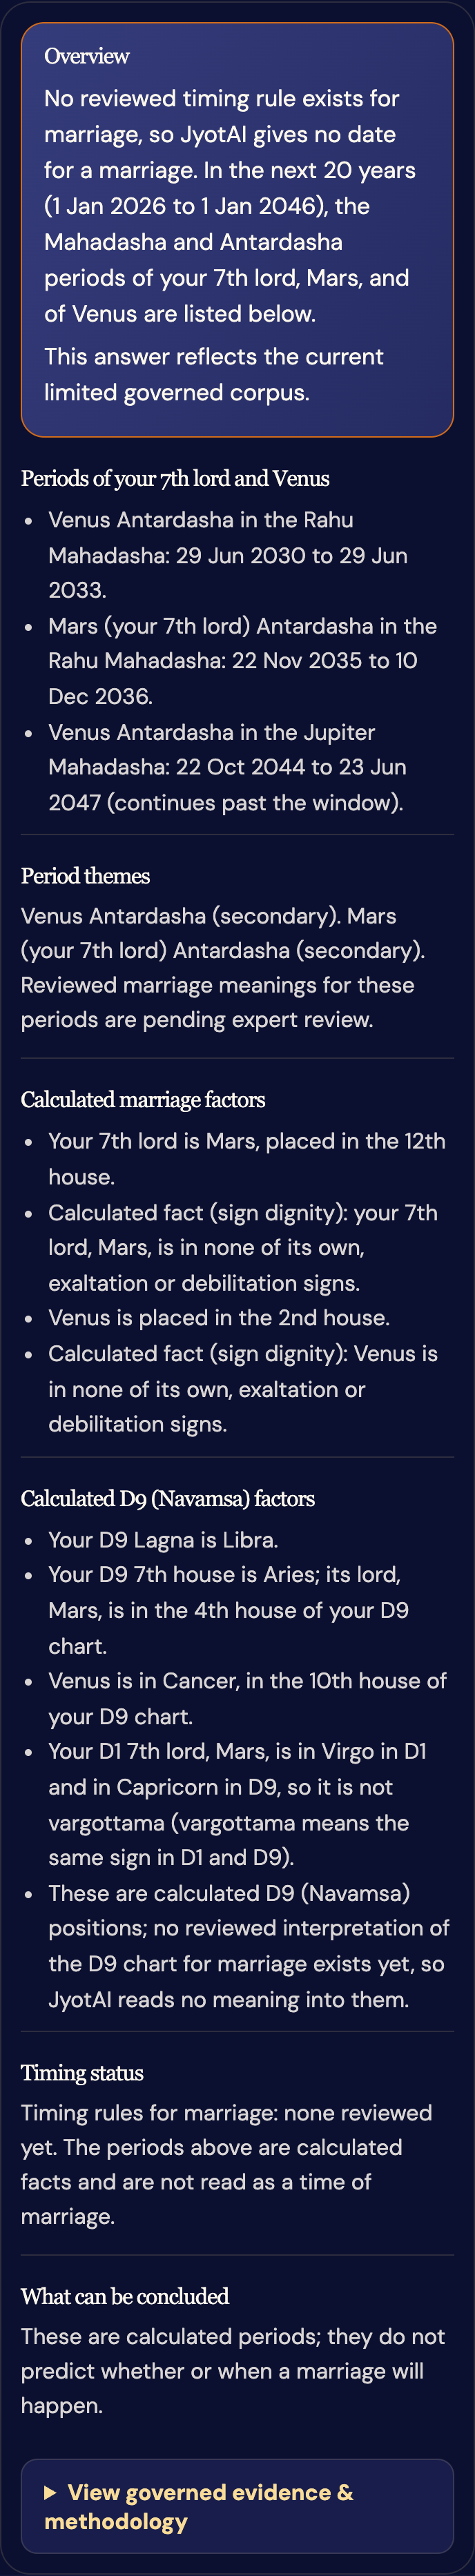 Overview
No reviewed timing rule exists for
marriage, so JyotAI gives no date
for a marriage. In the next 20 years
(1 Jan 2026 to 1 Jan 2046), the
Mahadasha and Antardasha
periods of your 7th lord, Mars, and
of Venus are listed below.
This answer reflects the current
limited governed corpus.
Periods of your 7th lord and Venus
• Venus Antardasha in the Rahu
Mahadasha: 29 Jun 2030 to 29 Jun
2033.
• Mars (your 7th lord) Antardasha in the
Rahu Mahadasha: 22 Nov 2035 to 10
Dec 2036.
• Venus Antardasha in the Jupiter
Mahadasha: 22 Oct 2044 to 23 Jun
2047 (continues past the window).
Period themes
Venus Antardasha (secondary). Mars
(your 7th lord) Antardasha (secondary).
Reviewed marriage meanings for these
periods are pending expert review.
Calculated marriage factors
• Your 7th lord is Mars, placed in the 12th
house.
• Calculated fact (sign dignity): your 7th
lord, Mars, is in none of its own,
exaltation or debilitation signs.
• Venus is placed in the 2nd house.
• Calculated fact (sign dignity): Venus is
in none of its own, exaltation or
debilitation signs.
Calculated D9 (Navamsa) factors
• Your D9 Lagna is Libra.
• Your D9 7th house is Aries; its lord,
Mars, is in the 4th house of your D9
chart.
• Venus is in Cancer, in the 10th house of
your D9 chart.
• Your D1 7th lord, Mars, is in Virgo in D1
and in Capricorn in D9, so it is not
vargottama (vargottama means the
same sign in D1 and D9).
• These are calculated D9 (Navamsa)
positions; no reviewed interpretation of
the D9 chart for marriage exists yet, so
JyotAI reads no meaning into them.
Timing status
Timing rules for marriage: none reviewed
yet. The periods above are calculated
facts and are not read as a time of
marriage.
What can be concluded
These are calculated periods; they do not
predict whether or when a marriage will
happen.
▶ View governed evidence &
methodology